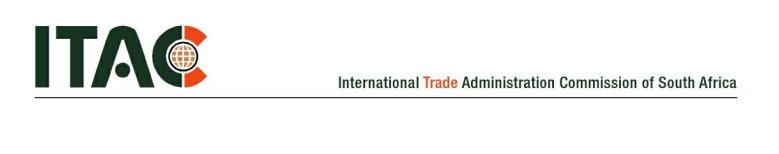 ITAC
International Trade Administration Commission of South Africa